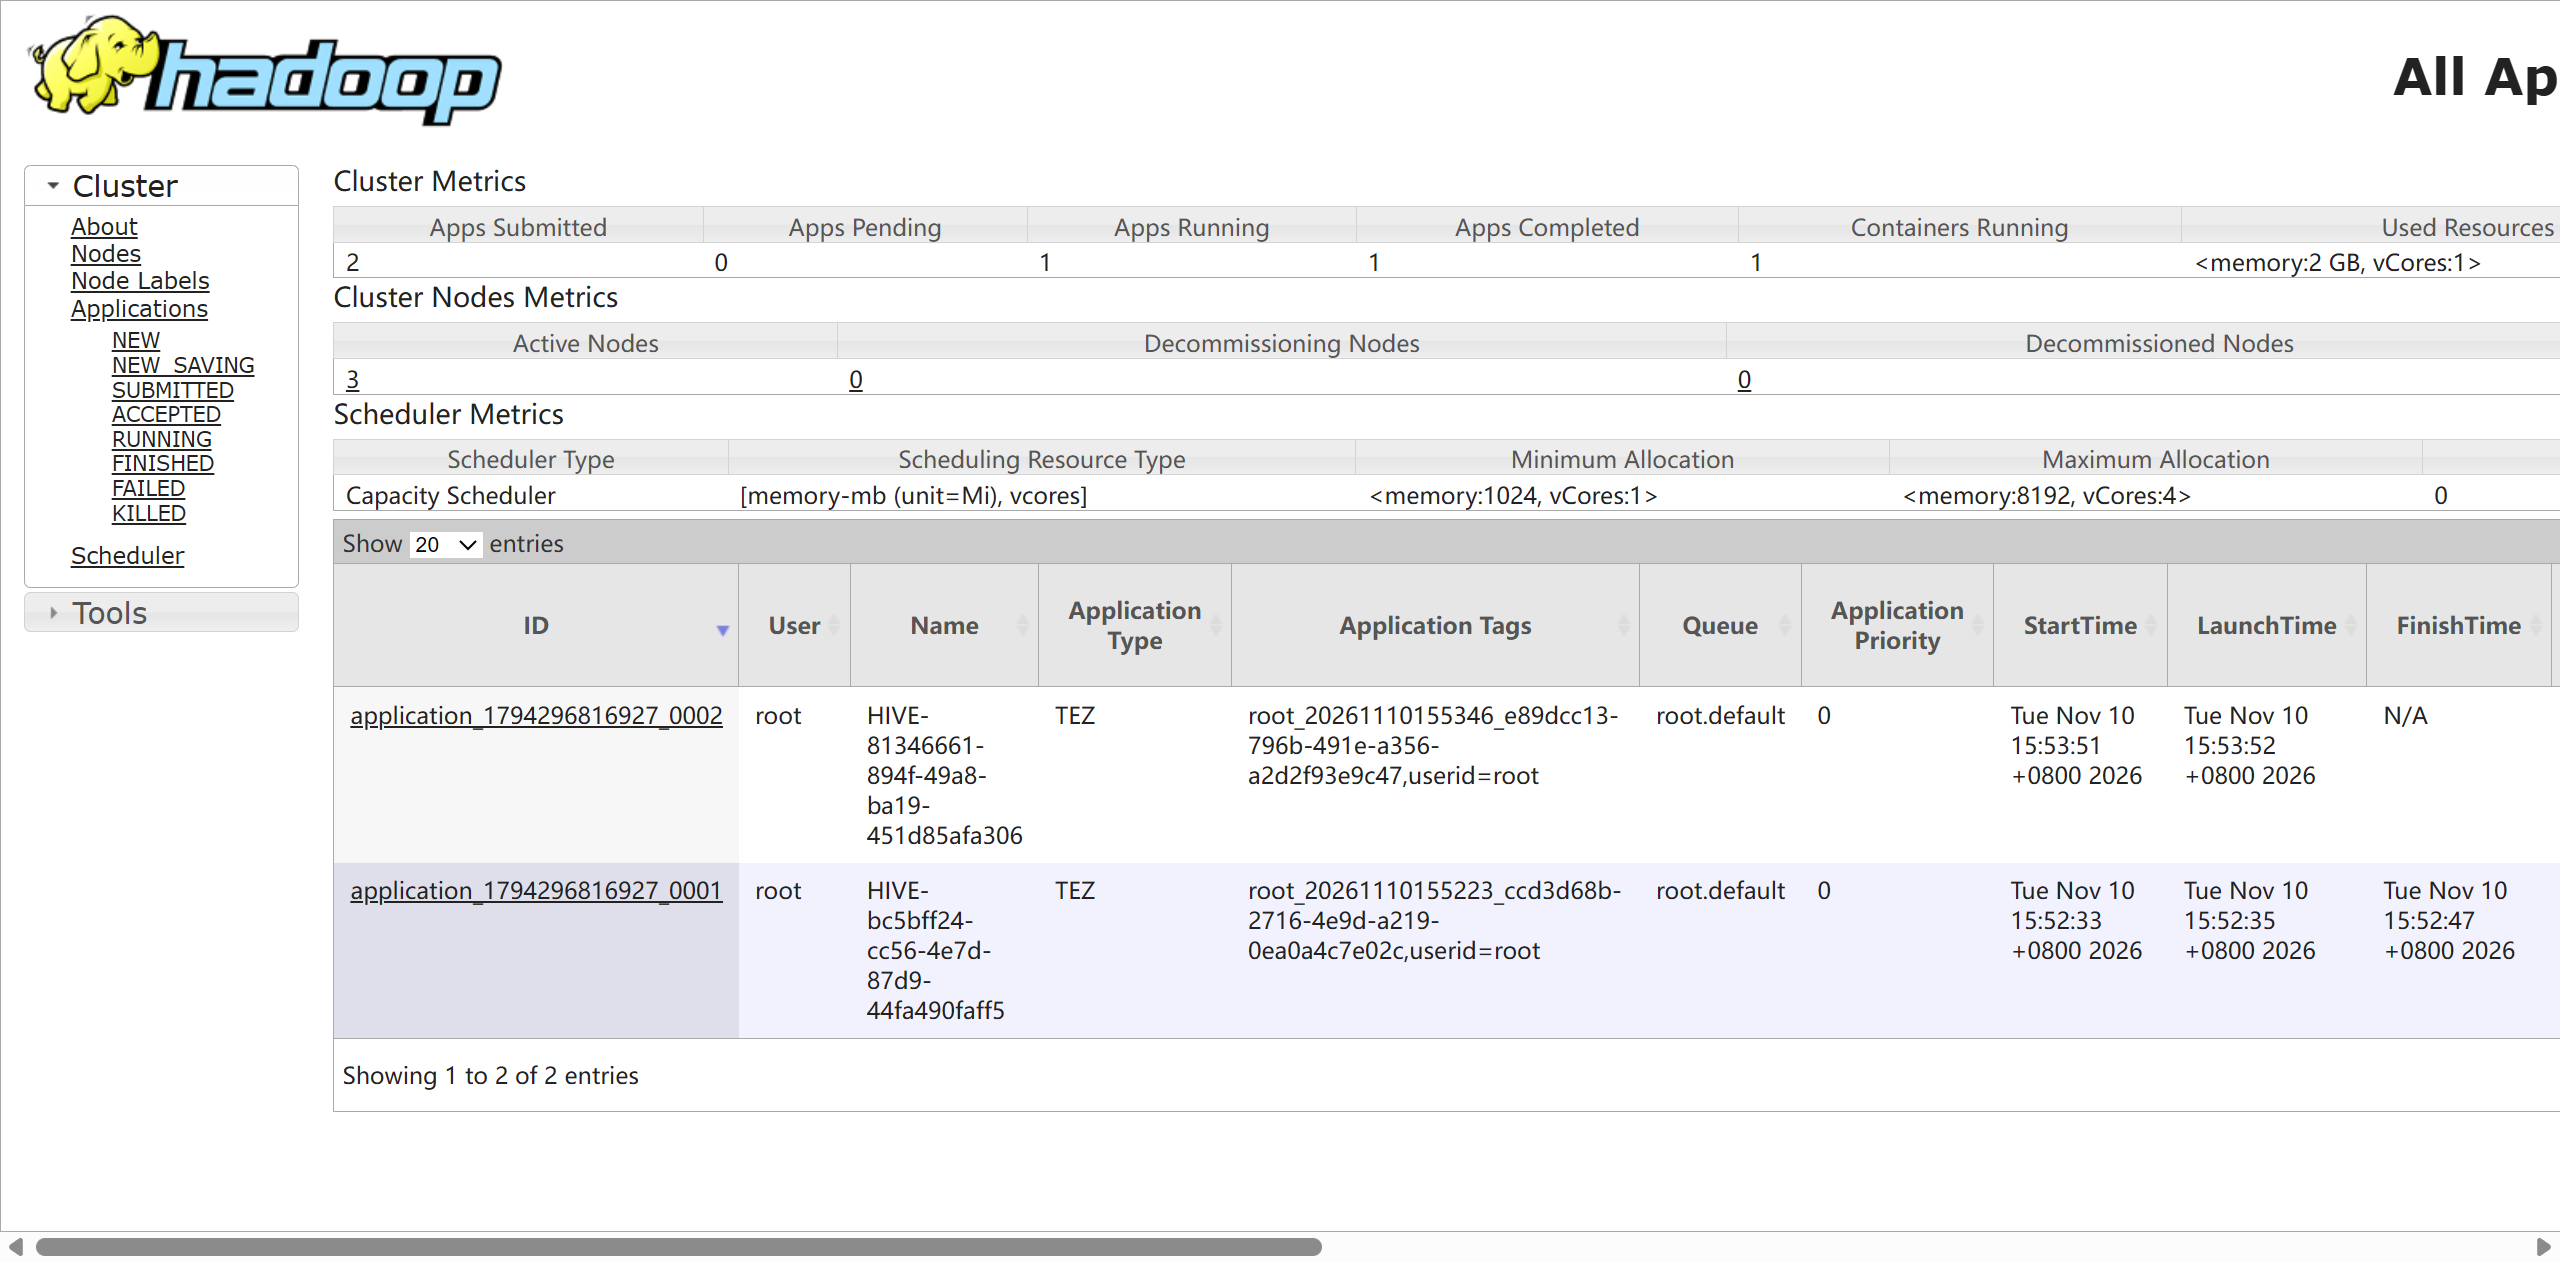 hadoop
All Ap
Cluster
About
Nodes
Node Labels
Applications
NEW
NEW_SAVING
SUBMITTED
ACCEPTED
RUNNING
FINISHED
FAILED
KILLED
Scheduler
Tools
Cluster Metrics
Apps Submitted Apps Pending Apps Running Apps Completed Containers Running Used Resources
2 0 1 1 1 <memory:2 GB, vCores:1>
Cluster Nodes Metrics
Active Nodes Decommissioning Nodes Decommissioned Nodes
3 0 0
Scheduler Metrics
Scheduler Type Scheduling Resource Type Minimum Allocation Maximum Allocation
Capacity Scheduler [memory-mb (unit=Mi), vcores] <memory:1024, vCores:1> <memory:8192, vCores:4> 0
Show 20 entries
ID User Name Application Type Application Tags Queue Application Priority StartTime LaunchTime FinishTime
application_1794296816927_0002 root HIVE- TEZ root_20261110155346_e89dcc13- root.default 0 Tue Nov 10 Tue Nov 10 N/A
81346661- 796b-491e-a356- 15:53:51 15:53:52
894f-49a8- a2d2f93e9c47,userid=root +0800 2026 +0800 2026
ba19-
451d85afa306
application_1794296816927_0001 root HIVE- TEZ root_20261110155223_ccd3d68b- root.default 0 Tue Nov 10 Tue Nov 10 Tue Nov 10
bc5bff24- 2716-4e9d-a219- 15:52:33 15:52:35 15:52:47
cc56-4e7d- 0ea0a4c7e02c,userid=root +0800 2026 +0800 2026 +0800 2026
87d9-
44fa490faff5
Showing 1 to 2 of 2 entries